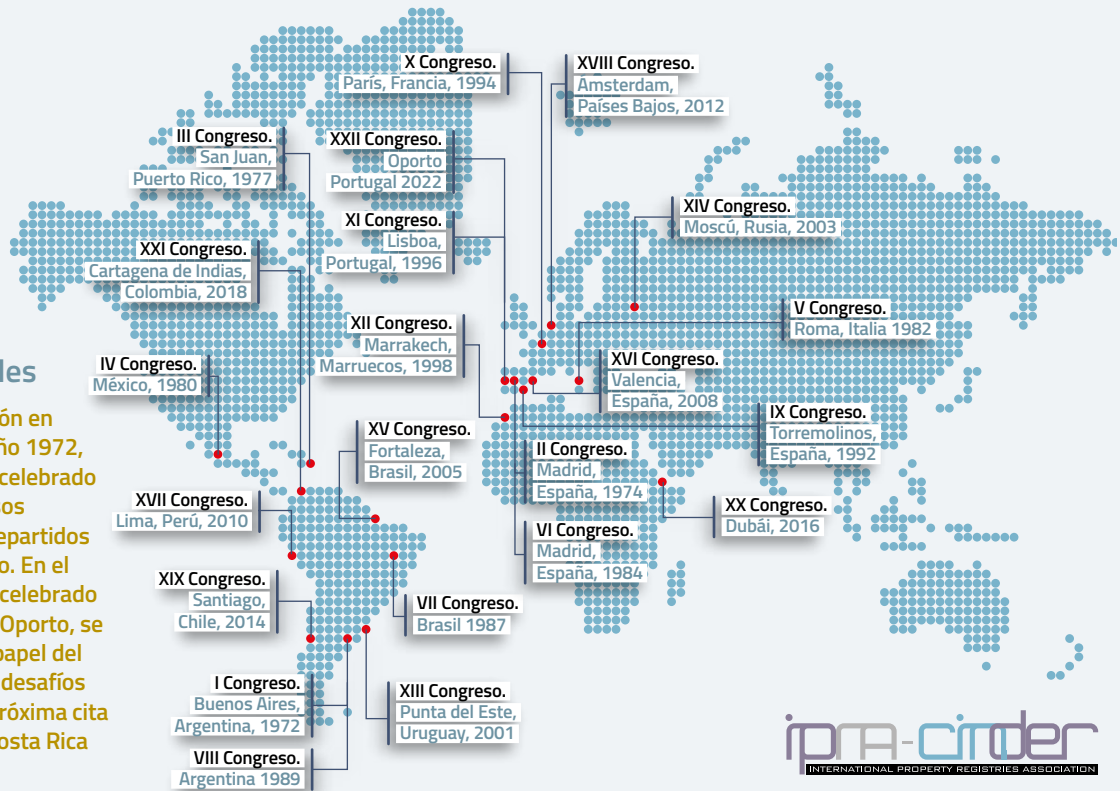 X Congreso.
París, Francia, 1994
XVIII Congreso.
Ámsterdam,
Países Bajos, 2012
III Congreso.
San Juan,
Puerto Rico, 1977
XXII Congreso.
Oporto
Portugal 2022
XIV Congreso.
Moscú, Rusia, 2003
XI Congreso.
Lisboa,
Portugal, 1996
XXI Congreso.
Cartagena de Indias,
Colombia, 2018
V Congreso.
Roma, Italia 1982
XII Congreso.
Marrakech,
Marruecos, 1998
XVI Congreso.
Valencia,
España, 2008
IV Congreso.
México, 1980
IX Congreso.
Torremolinos,
España, 1992
XV Congreso.
Fortaleza,
Brasil, 2005
II Congreso.
Madrid,
España, 1974
XVII Congreso.
Lima, Perú, 2010
XX Congreso.
Dubái, 2016
VI Congreso.
Madrid,
España, 1984
XIX Congreso.
Santiago,
Chile, 2014
VII Congreso.
Brasil 1987
I Congreso.
Buenos Aires,
Argentina, 1972
XIII Congreso.
Punta del Este,
Uruguay, 2001
VIII Congreso.
Argentina 1989
les
ón en
ño 1972,
celebrado
sos
epartidos
o. En el
celebrado
Oporto, se
papel del
desafíos
róxima cita
osta Rica
ipra-cinder
INTERNATIONAL PROPERTY REGISTRIES ASSOCIATION